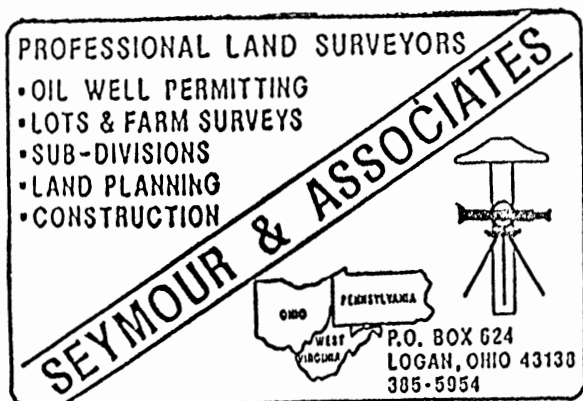 PROFESSIONAL LAND SURVEYORS
▪OIL WELL PERMITTING
▪LOTS & FARM SURVEYS
▪SUB-DIVISIONS
▪LAND PLANNING
▪CONSTRUCTION
SEYMOUR & ASSOCIATES
OHIO
PENNSYLVANIA
WEST
VIRGINIA
P.O. BOX 624
LOGAN, OHIO 43138
385-5954